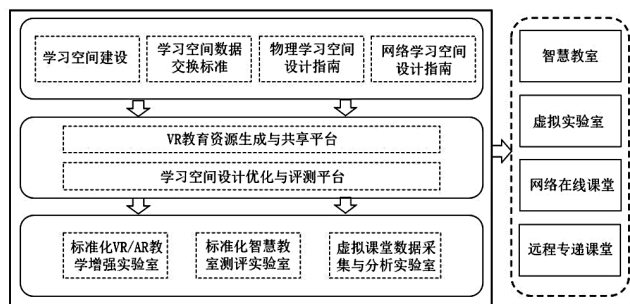 学习空间建设
学习空间数据
交换标准
物理学习空间
设计指南
网络学习空间
设计指南
VR教育资源生成与共享平台
学习空间设计优化与评测平台
标准化VR/AR教
学增强实验室
标准化智慧教
室测评实验室
虚拟课堂数据采
集与分析实验室
智慧教室
虚拟实验室
网络在线课堂
远程专递课堂